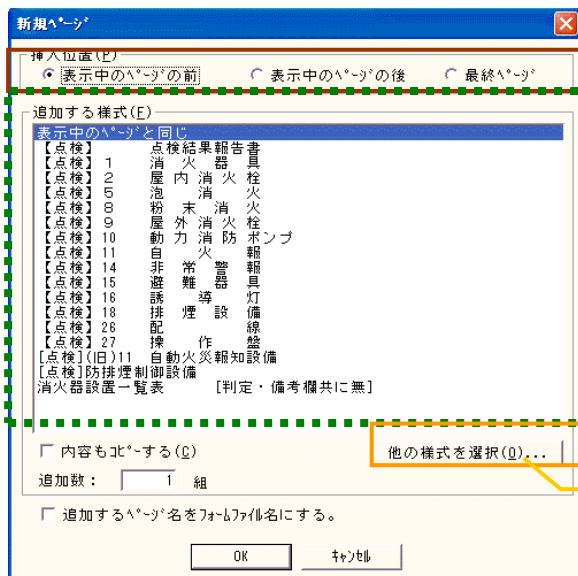 新規ﾍﾟｰｼﾞ
挿入位置(P)
表示中のﾍﾟｰｼﾞの前 表示中のﾍﾟｰｼﾞの後 最終ﾍﾟｰｼﾞ
追加する様式(F)
表示中のﾍﾟｰｼﾞと同じ
【点検】 点検結果報告書
【点検】 1 消 火 器 具
【点検】 2 屋 内 消 火 栓
【点検】 5 泡 消 火
【点検】 8 粉 末 消 火
【点検】 9 屋 外 消 火 栓
【点検】 10 動 力 消 防 ポンプ
【点検】 11 自 火 報
【点検】 14 非 常 警 報
【点検】 15 避 難 器 具
【点検】 16 誘 導 灯
【点検】 18 排 煙 設 備
【点検】 26 配 線
【点検】 27 操 作 盤
[点検](旧)11 自動火災報知設備
[点検]防排煙制御設備
消火器設置一覧表 [判定・備考欄共に無]
内容もｺﾋﾟｰする(C) 他の様式を選択(O)...
追加数： 1 組
追加するﾍﾟｰｼﾞ名をﾌｫｰﾑﾌｧｲﾙ名にする。
OK ｷｬﾝｾﾙ